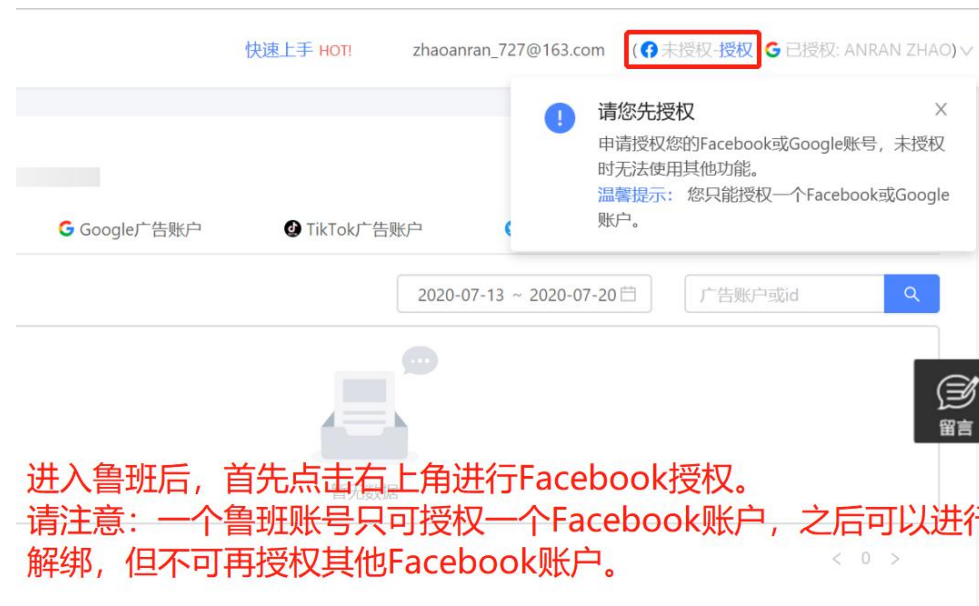 快速上手 HOT!
zhaoanran_727@163.com
( 未授权-授权 已授权: ANRAN ZHAO)
请您先授权
申请授权您的Facebook或Google账号，未授权
时无法使用其他功能。
温馨提示： 您只能授权一个Facebook或Google
账户。
Google广告账户
TikTok广告账户
2020-07-13 ~ 2020-07-20
广告账户或id
留言
暂无数据
进入鲁班后，首先点击右上角进行Facebook授权。
请注意：一个鲁班账号只可授权一个Facebook账户，之后可以进行
解绑，但不可再授权其他Facebook账户。
< 0 >